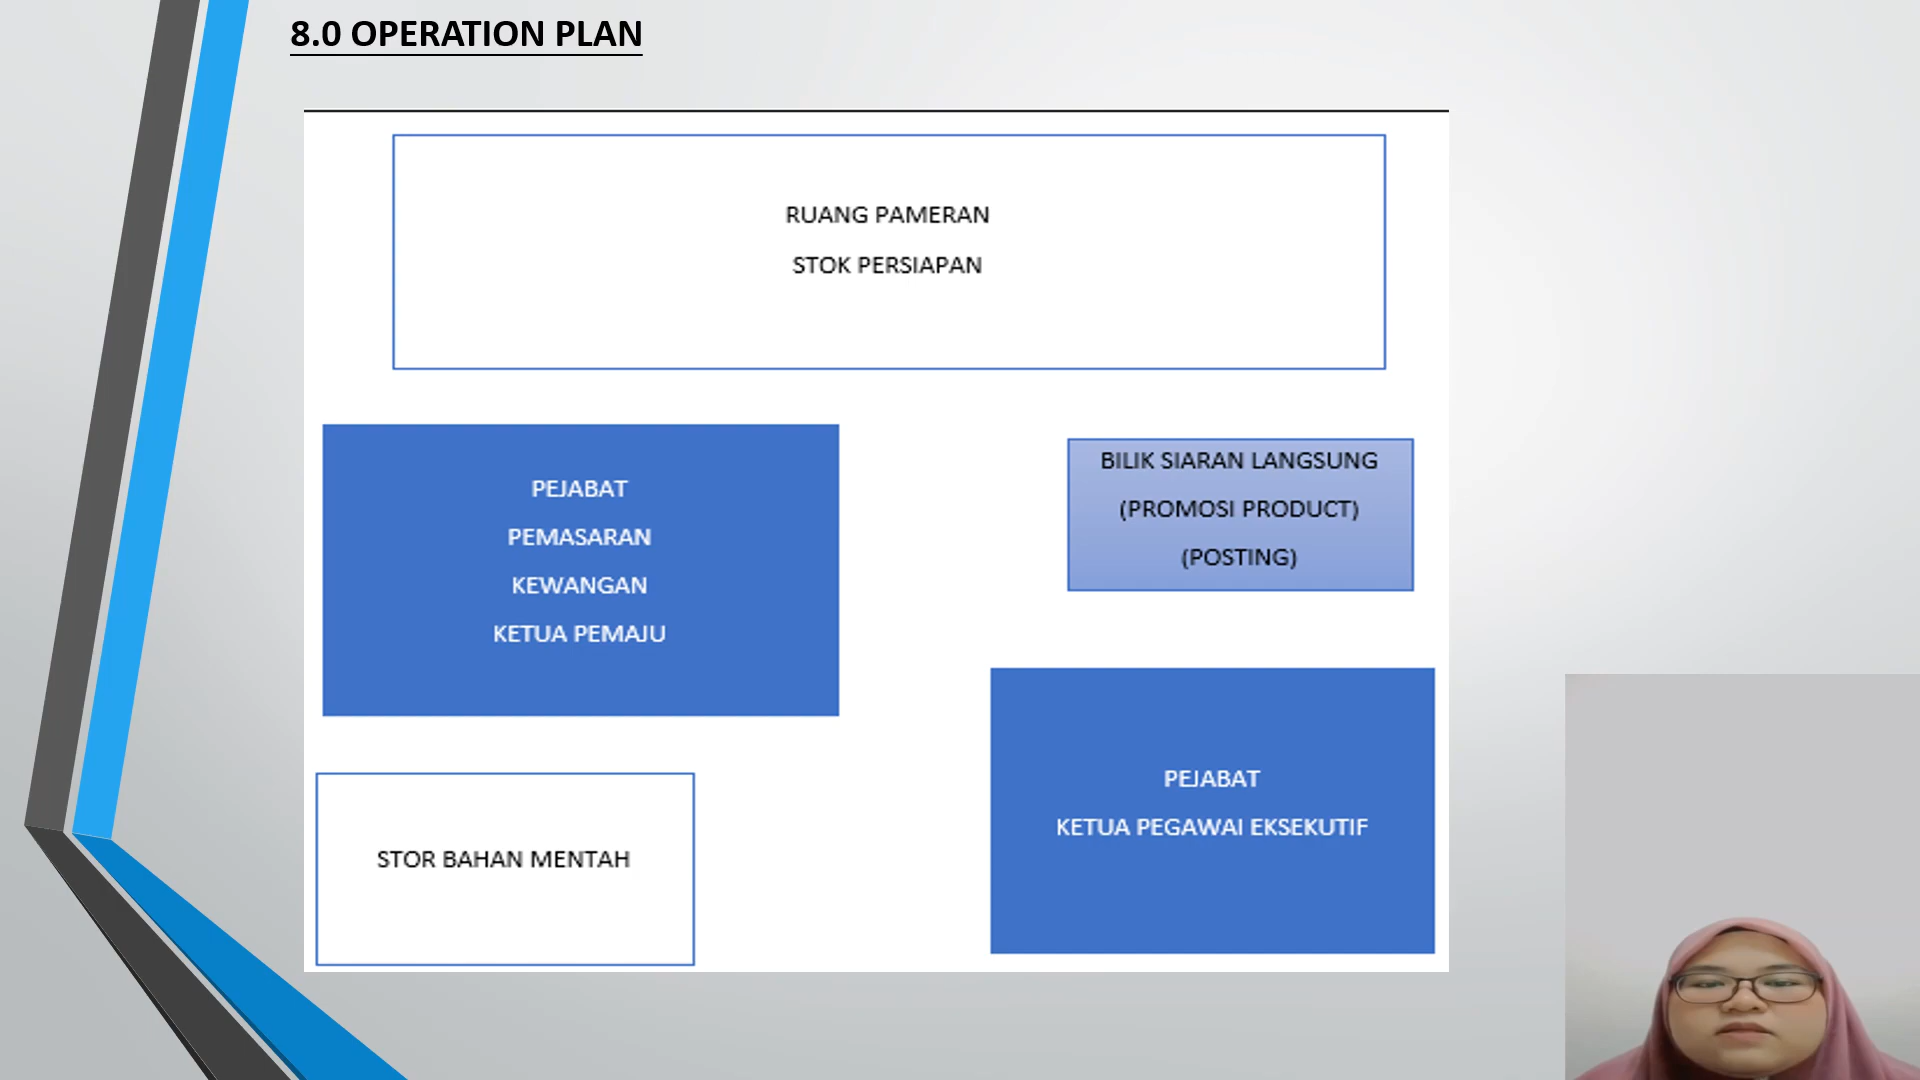 8.0 OPERATION PLAN
RUANG PAMERAN
STOK PERSIAPAN
PEJABAT
PEMASARAN
KEWANGAN
KETUA PEMAJU
BILIK SIARAN LANGSUNG
(PROMOSI PRODUCT)
(POSTING)
STOR BAHAN MENTAH
PEJABAT
KETUA PEGAWAI EKSEKUTIF